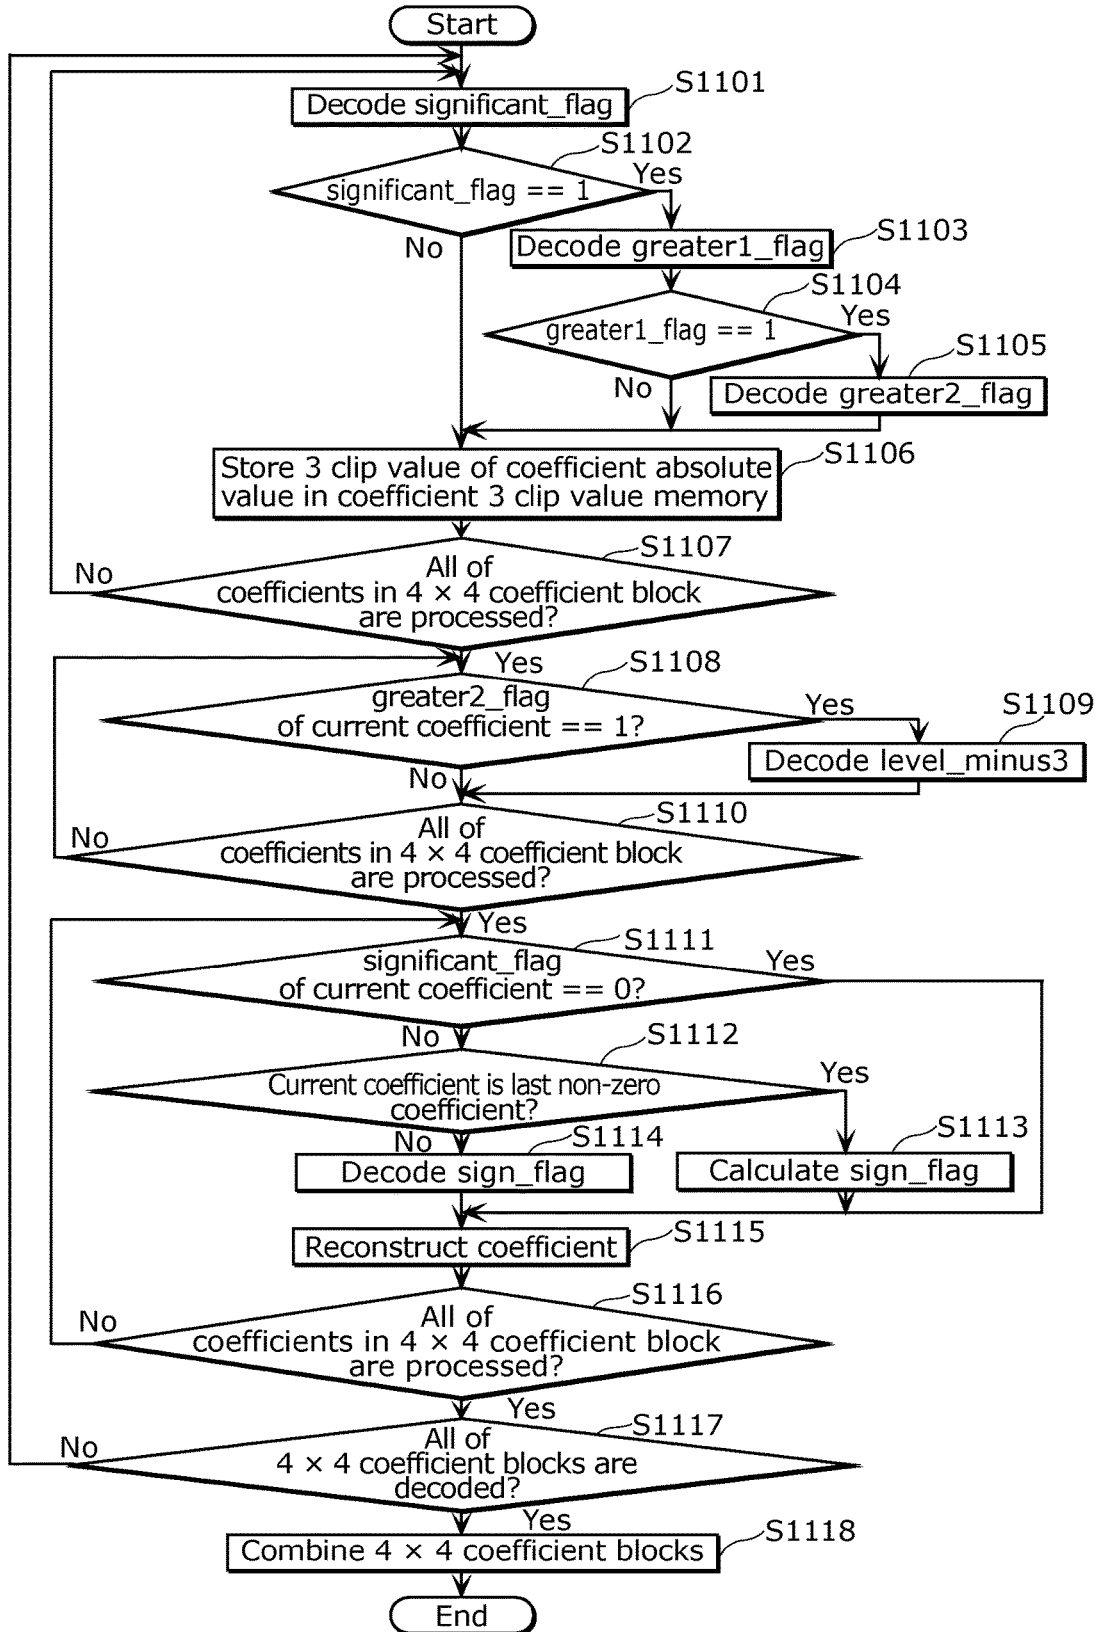 Start
S1101
Decode significant_flag
S1102
significant_flag == 1
Yes
No
S1103
Decode greater1_flag
S1104
greater1_flag == 1
Yes
No
S1105
Decode greater2_flag
S1106
Store 3 clip value of coefficient absolute
value in coefficient 3 clip value memory
S1107
No
All of
coefficients in 4 × 4 coefficient block
are processed?
Yes
S1108
greater2_flag
of current coefficient == 1?
Yes
S1109
Decode level_minus3
No
S1110
No
All of
coefficients in 4 × 4 coefficient block
are processed?
Yes
S1111
significant_flag
of current coefficient == 0?
Yes
No
S1112
Current coefficient is last non-zero
coefficient?
Yes
No
S1114
Decode sign_flag
S1113
Calculate sign_flag
S1115
Reconstruct coefficient
S1116
No
All of
coefficients in 4 × 4 coefficient block
are processed?
Yes
S1117
No
All of
4 × 4 coefficient blocks are
decoded?
Yes
S1118
Combine 4 × 4 coefficient blocks
End